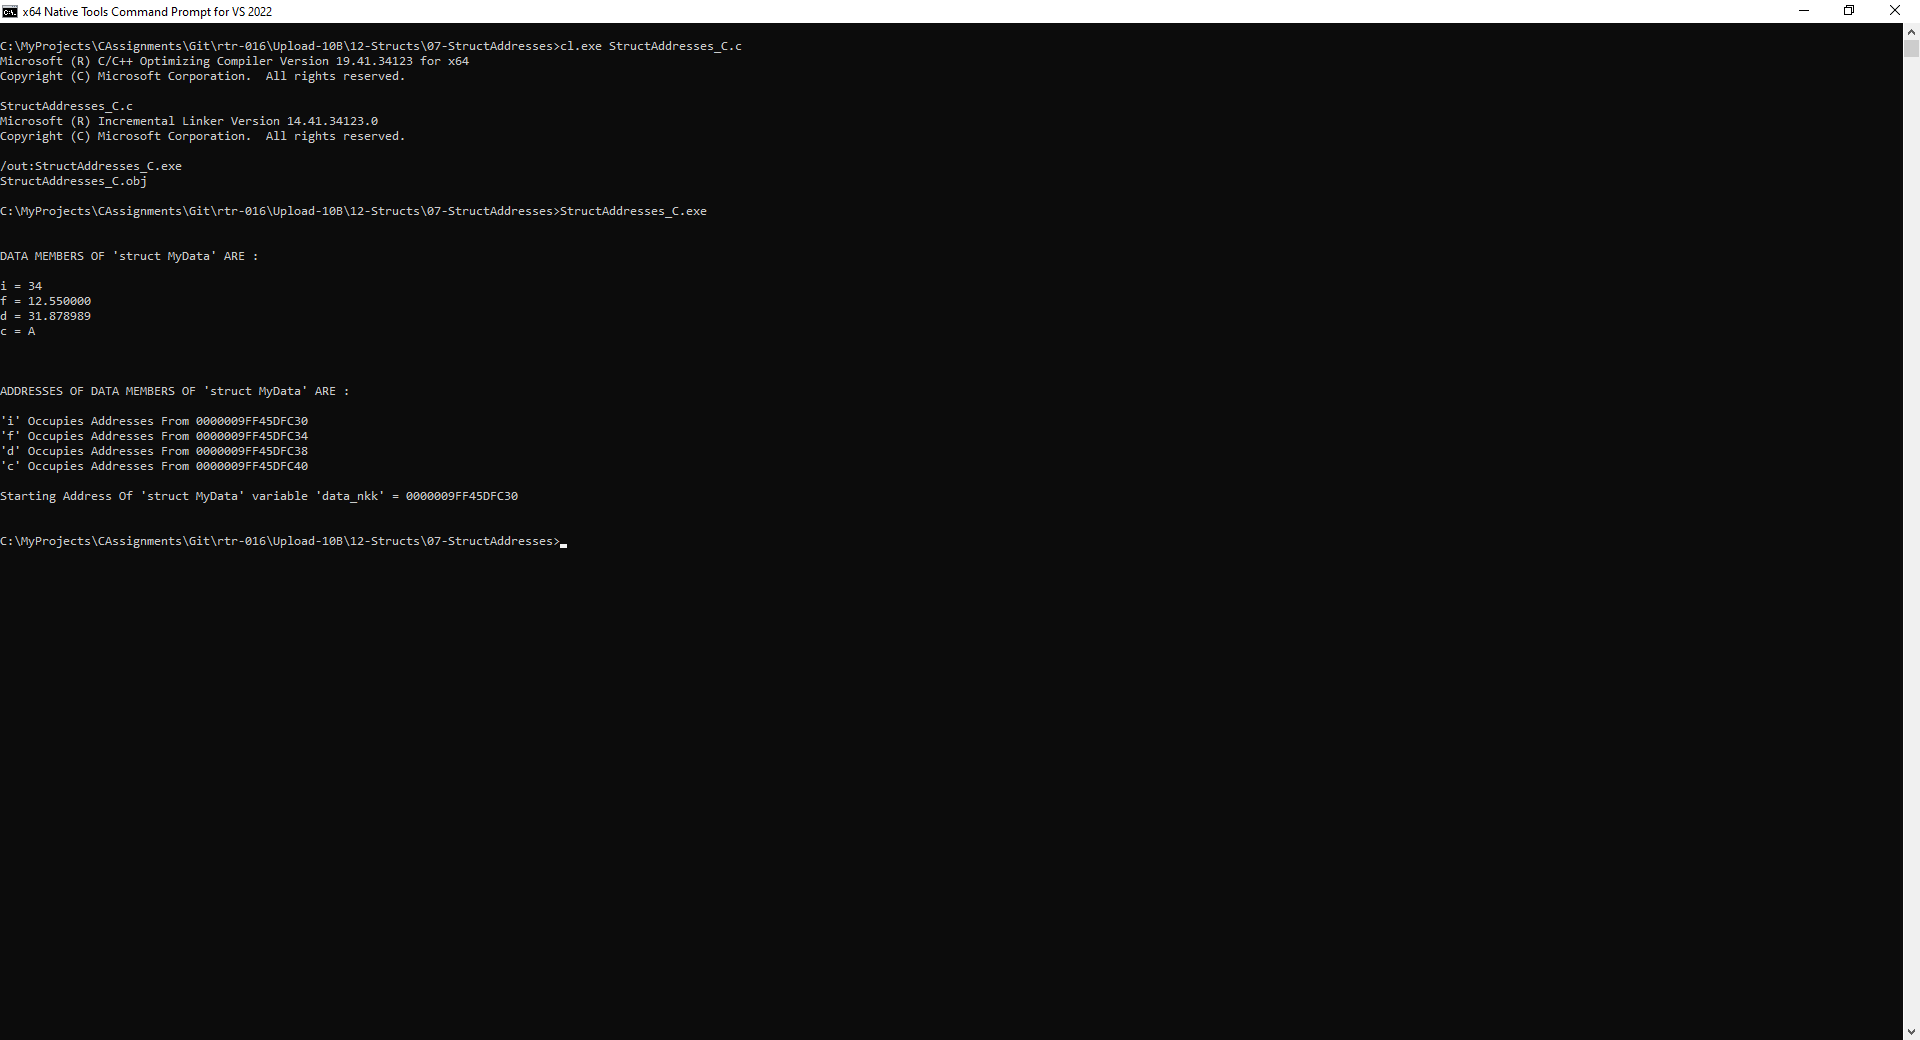 x64 Native Tools Command Prompt for VS 2022
C:\MyProjects\CAssignments\Git\rtr-016\Upload-10B\12-Structs\07-StructAddresses>cl.exe StructAddresses_C.c
Microsoft (R) C/C++ Optimizing Compiler Version 19.41.34123 for x64
Copyright (C) Microsoft Corporation.  All rights reserved.
StructAddresses_C.c
Microsoft (R) Incremental Linker Version 14.41.34123.0
Copyright (C) Microsoft Corporation.  All rights reserved.
/out:StructAddresses_C.exe
StructAddresses_C.obj
C:\MyProjects\CAssignments\Git\rtr-016\Upload-10B\12-Structs\07-StructAddresses>StructAddresses_C.exe
DATA MEMBERS OF 'struct MyData' ARE :
i = 34
f = 12.550000
d = 31.878989
c = A
ADDRESSES OF DATA MEMBERS OF 'struct MyData' ARE :
'i' Occupies Addresses From 0000009FF45DFC30
'f' Occupies Addresses From 0000009FF45DFC34
'd' Occupies Addresses From 0000009FF45DFC38
'c' Occupies Addresses From 0000009FF45DFC40
Starting Address Of 'struct MyData' variable 'data_nkk' = 0000009FF45DFC30
C:\MyProjects\CAssignments\Git\rtr-016\Upload-10B\12-Structs\07-StructAddresses>